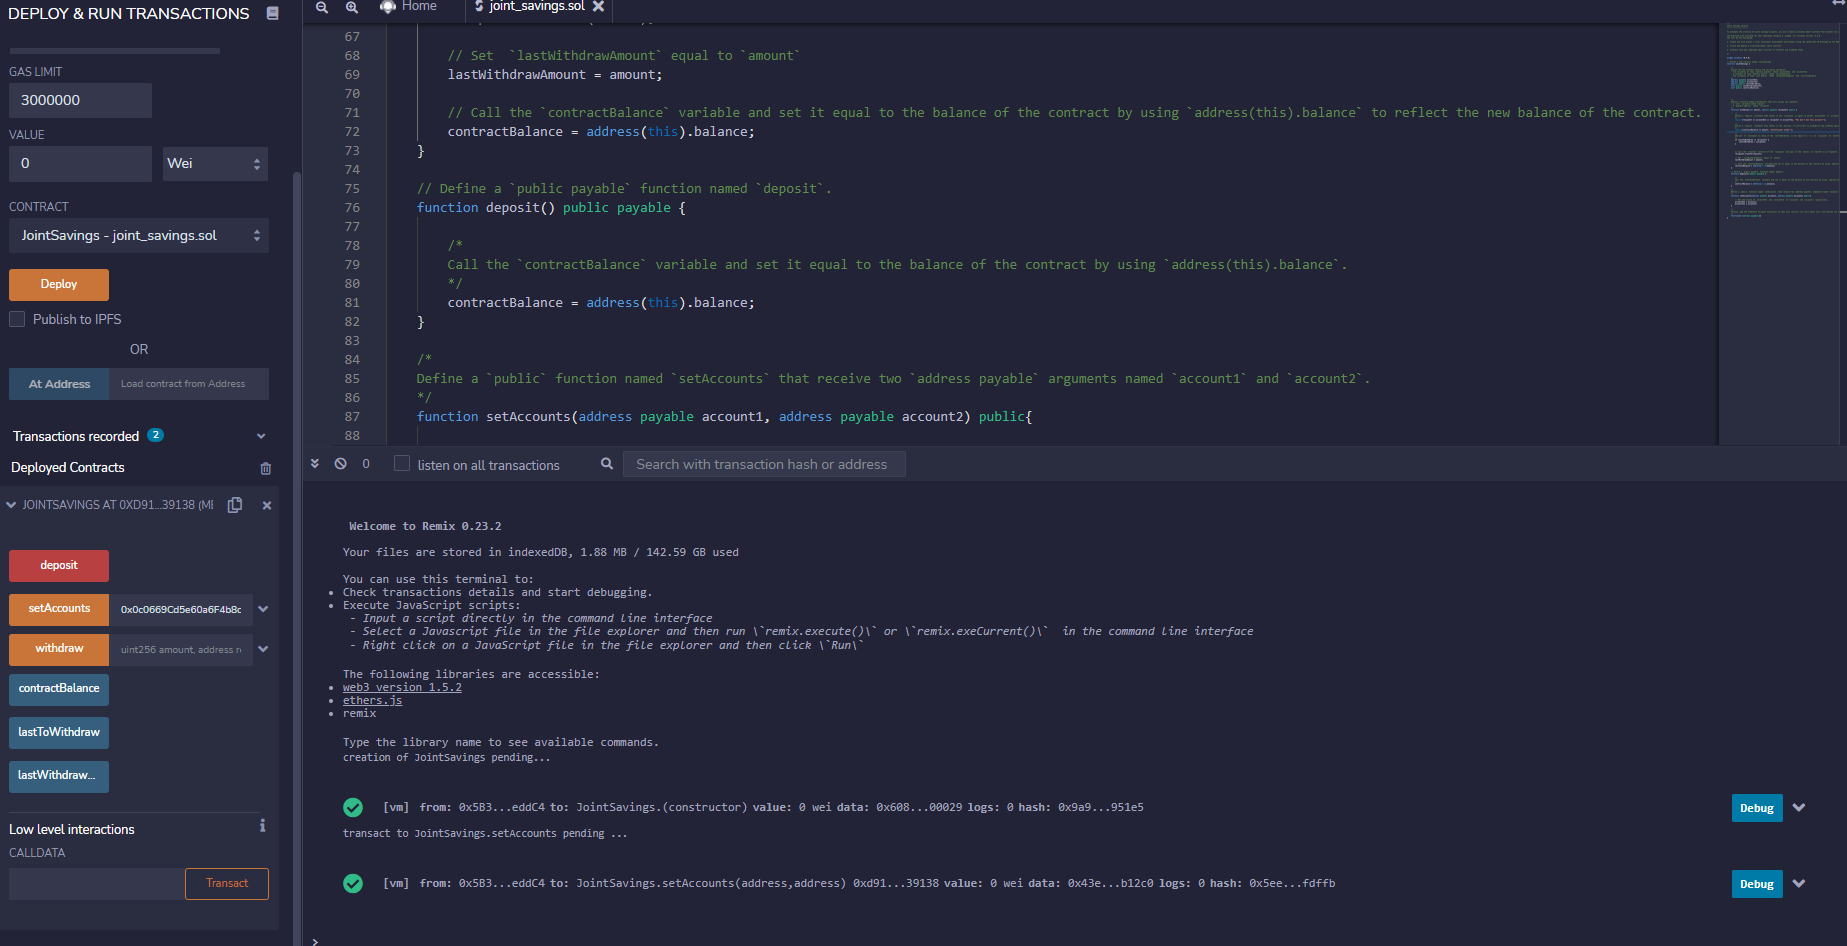 DEPLOY & RUN TRANSACTIONS
GAS LIMIT
3000000
VALUE
0
Wei
CONTRACT
JointSavings - joint_savings.sol
Deploy
Publish to IPFS
OR
At Address
Load contract from Address
Transactions recorded 2
Deployed Contracts
JOINTSAVINGS AT 0XD91...39138 (ME
deposit
setAccounts
0x0c0669Cd5e60a6F4b8c
withdraw
uint256 amount, address r
contractBalance
lastToWithdraw
lastWithdraw...
Low level interactions
CALLDATA
Transact
Home
joint_savings.sol
67
68 // Set  `lastWithdrawAmount` equal to `amount`
69 lastWithdrawAmount = amount;
70
71 // Call the `contractBalance` variable and set it equal to the balance of the contract by using `address(this).balance` to reflect the new balance of the contract.
72 contractBalance = address(this).balance;
73 }
74
75 // Define a `public payable` function named `deposit`.
76 function deposit() public payable {
77
78 /*
79 Call the `contractBalance` variable and set it equal to the balance of the contract by using `address(this).balance`.
80 */
81 contractBalance = address(this).balance;
82 }
83
84 /*
85 Define a `public` function named `setAccounts` that receive two `address payable` arguments named `account1` and `account2`.
86 */
87 function setAccounts(address payable account1, address payable account2) public{
88
0
listen on all transactions
Search with transaction hash or address
Welcome to Remix 0.23.2
Your files are stored in indexedDB, 1.88 MB / 142.59 GB used
You can use this terminal to:
• Check transactions details and start debugging.
• Execute JavaScript scripts:
- Input a script directly in the command line interface
- Select a Javascript file in the file explorer and then run \`remix.execute()\` or \`remix.exeCurrent()\`  in the command line interface
- Right click on a JavaScript file in the file explorer and then click \`Run\`
The following libraries are accessible:
• web3 version 1.5.2
• ethers.js
• remix
Type the library name to see available commands.
creation of JointSavings pending...
[vm] from: 0x5B3...eddC4 to: JointSavings.(constructor) value: 0 wei data: 0x608...00029 logs: 0 hash: 0x9a9...951e5
Debug
transact to JointSavings.setAccounts pending ...
[vm] from: 0x5B3...eddC4 to: JointSavings.setAccounts(address,address) 0xd91...39138 value: 0 wei data: 0x43e...b12c0 logs: 0 hash: 0x5ee...fdffb
Debug
>